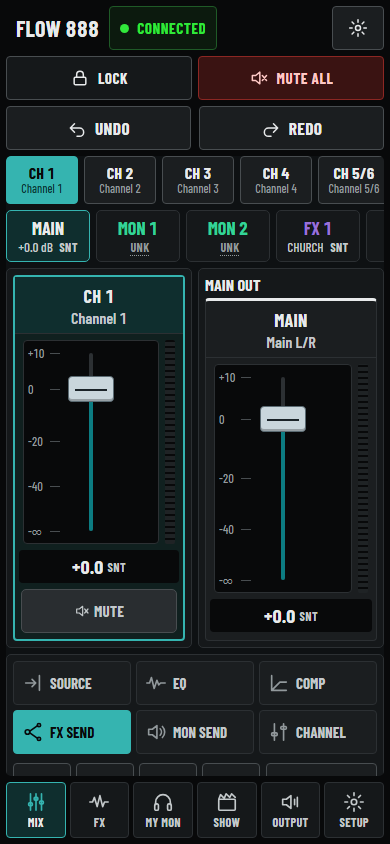 FLOW 888 CONNECTED
LOCK MUTE ALL
UNDO REDO
CH 1 CH 2 CH 3 CH 4 CH 5/6
Channel 1 Channel 2 Channel 3 Channel 4 Channel 5/6
MAIN MON 1 MON 2 FX 1
+0.0 dB SNT UNK UNK CHURCH SNT
CH 1
Channel 1
+10
0
-20
-40
-∞
+0.0 SNT
MUTE
MAIN OUT
MAIN
Main L/R
+10
0
-20
-40
-∞
+0.0 SNT
SOURCE EQ COMP
FX SEND MON SEND CHANNEL
MIX FX MY MON SHOW OUTPUT SETUP